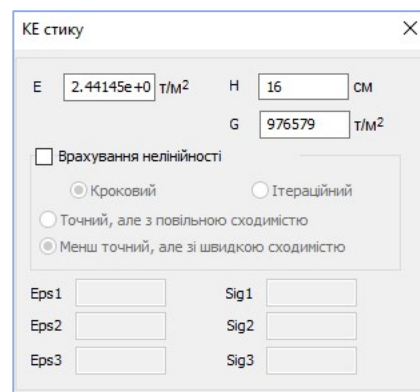 КЕ стику
E 2.44145e+0 т/м2 H 16 см
G 976579 т/м2
Врахування нелінійності
Кроковий Ітераційний
Точний, але з повільною сходимістю
Менш точний, але зі швидкою сходимістю
Eps1 Sig1
Eps2 Sig2
Eps3 Sig3